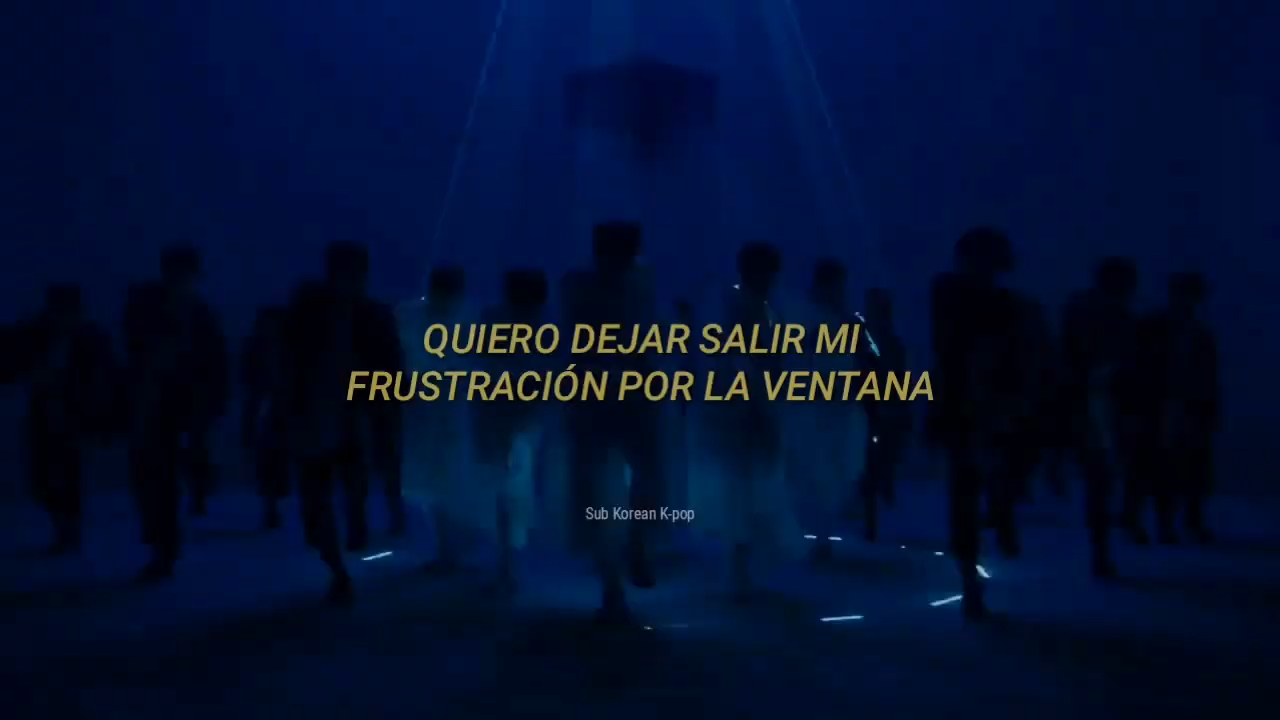 QUIERO DEJAR SALIR MI
FRUSTRACIÓN POR LA VENTANA
Sub Korean K-pop